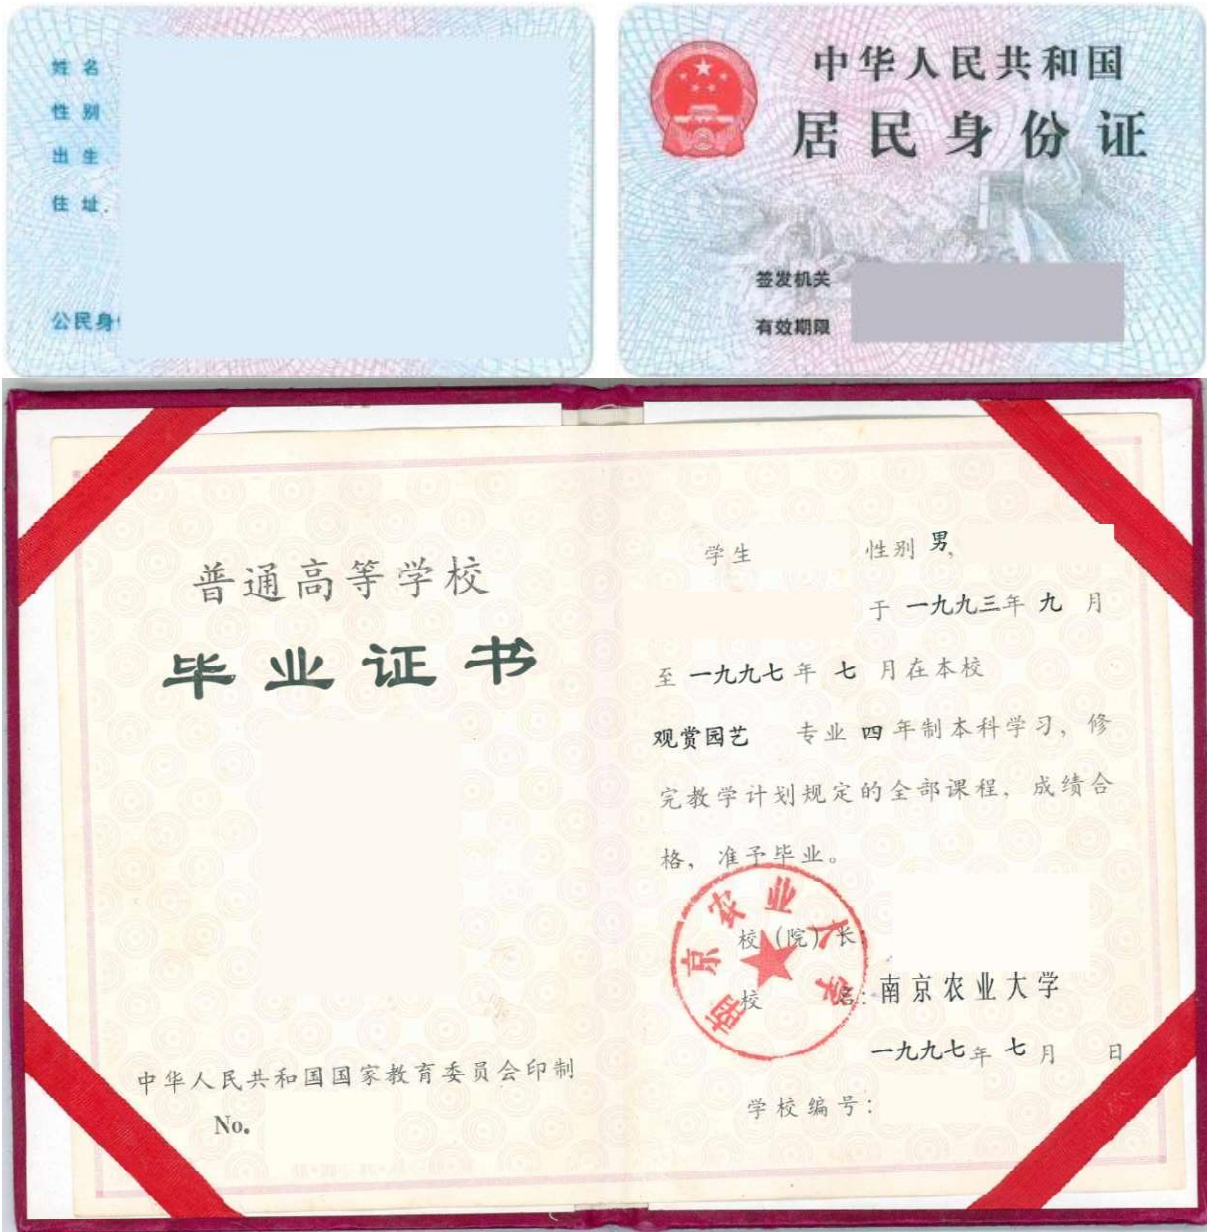 姓 名
性 别
出 生
住 址
公民身
中华人民共和国
居民身份证
签发机关
有效期限
普通高等学校
毕业证书
中华人民共和国国家教育委员会印制
No.
学生 性别 男,
于 一九九三年 九 月
至 一九九七 年 七 月在本校
观赏园艺 专业 四 年制本科学习，修
完教学计划规定的全部课程，成绩合
格，准予毕业。
校（院）长
校 名：南京农业大学
南京农业大学
一九九七年 七 月 日
学校编号：